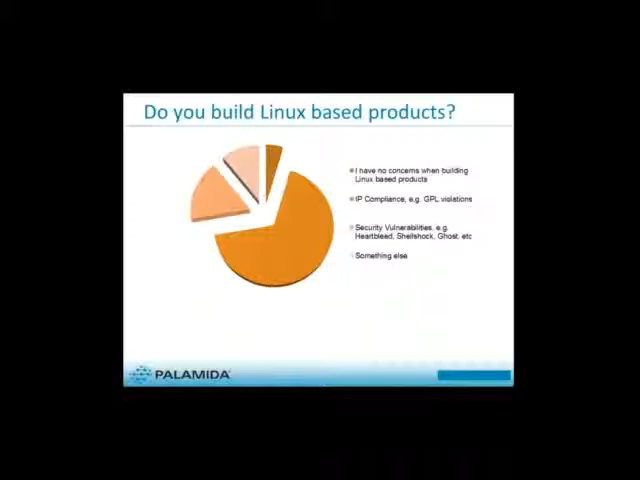 Do you build Linux based products?
I have no concerns when building
Linux based products
IP Compliance, e.g. GPL violations
Security Vulnerabilities, e.g.
Heartblead, Shellshock, Ghost, etc
Something else
PALAMIDA